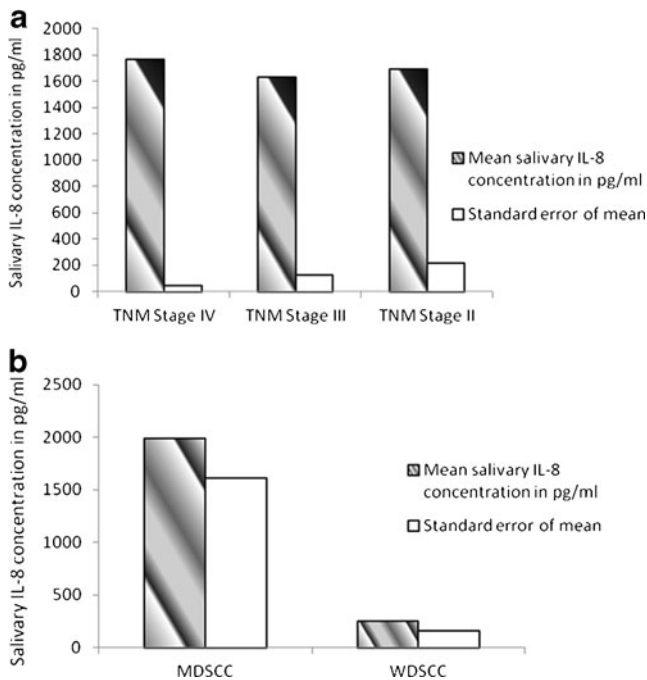 a
Salivary IL-8 concentration in pg/ml
2000
1800
1600
1400
1200
1000
800
600
400
200
0
TNM Stage IV
TNM Stage III
TNM Stage II
Mean salivary IL-8
concentration in pg/ml
Standard error of mean
b
Salivary IL-8 concentration in pg/ml
2500
2000
1500
1000
500
0
MDSCC
WDSCC
Mean salivary IL-8
concentration in pg/ml
Standard error of mean